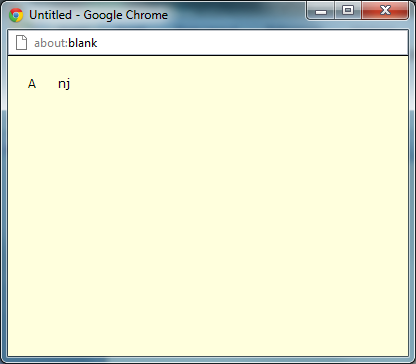 Untitled - Google Chrome
about:blank
A nj